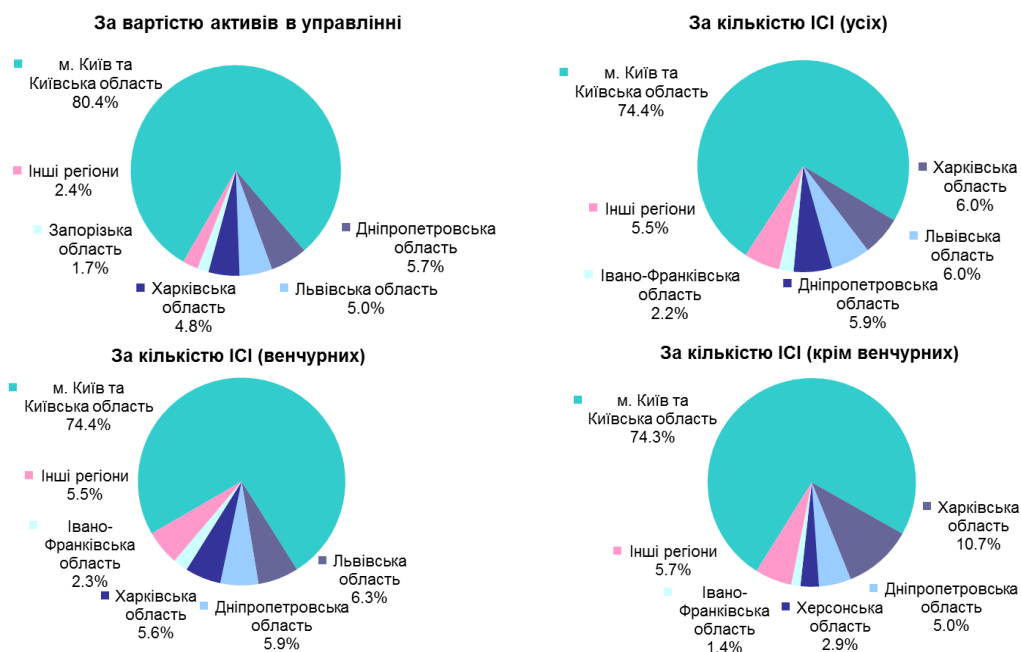 За вартістю активів в управлінні
м. Київ та
Київська область
80.4%
Інші регіони
2.4%
Запорізька
область
1.7%
Харківська
область
4.8%
Львівська область
5.0%
Дніпропетровська
область
5.7%
За кількістю ІСІ (усіх)
м. Київ та
Київська область
74.4%
Харківська
область
6.0%
Львівська
область
6.0%
Дніпропетровська
область
5.9%
Івано-Франківська
область
2.2%
Інші регіони
5.5%
За кількістю ІСІ (венчурних)
м. Київ та
Київська область
74.4%
Інші регіони
5.5%
Івано-
Франківська
область
2.3%
Харківська
область
5.6%
Дніпропетровська
область
5.9%
Львівська
область
6.3%
За кількістю ІСІ (крім венчурних)
м. Київ та
Київська область
74.3%
Харківська
область
10.7%
Дніпропетровська
область
5.0%
Херсонська
область
2.9%
Івано-
Франківська
область
1.4%
Інші регіони
5.7%